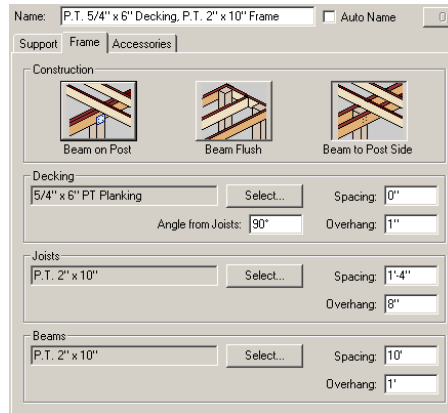 Name: P.T. 5/4" x 6" Decking, P.T. 2" x 10" Frame Auto Name
Support Frame Accessories
Construction
Beam on Post Beam Flush Beam to Post Side
Decking
5/4" x 6" PT Planking Select... Spacing: 0"
Angle from Joists: 90° Overhang: 1"
Joists
P.T. 2" x 10" Select... Spacing: 1'-4"
Overhang: 8"
Beams
P.T. 2" x 10" Select... Spacing: 10'
Overhang: 1'